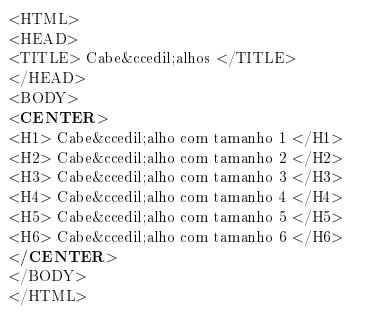 <HTML>
<HEAD>
<TITLE> Cabe&ccedil;alhos </TITLE>
</HEAD>
<BODY>
<CENTER>
<H1> Cabe&ccedil;alho com tamanho 1 </H1>
<H2> Cabe&ccedil;alho com tamanho 2 </H2>
<H3> Cabe&ccedil;alho com tamanho 3 </H3>
<H4> Cabe&ccedil;alho com tamanho 4 </H4>
<H5> Cabe&ccedil;alho com tamanho 5 </H5>
<H6> Cabe&ccedil;alho com tamanho 6 </H6>
</CENTER>
</BODY>
</HTML>